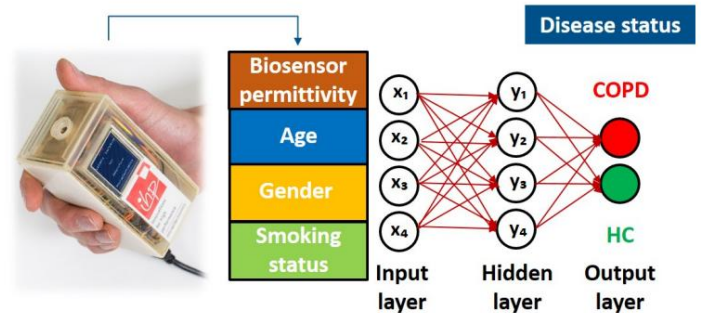 Disease status
Biosensor
permittivity
Age
Gender
Smoking
status
x₁
x₂
x₃
x₄
y₁
y₂
y₃
y₄
COPD
HC
Input
layer
Hidden
layer
Output
layer
ihp